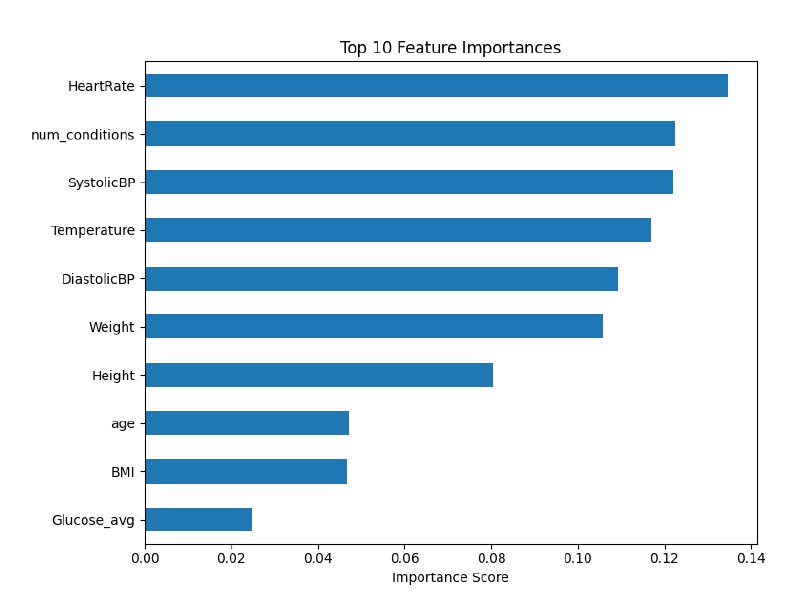 Top 10 Feature Importances
HeartRate
num_conditions
SystolicBP
Temperature
DiastolicBP
Weight
Height
age
BMI
Glucose_avg
0.00 0.02 0.04 0.06 0.08 0.10 0.12 0.14
Importance Score